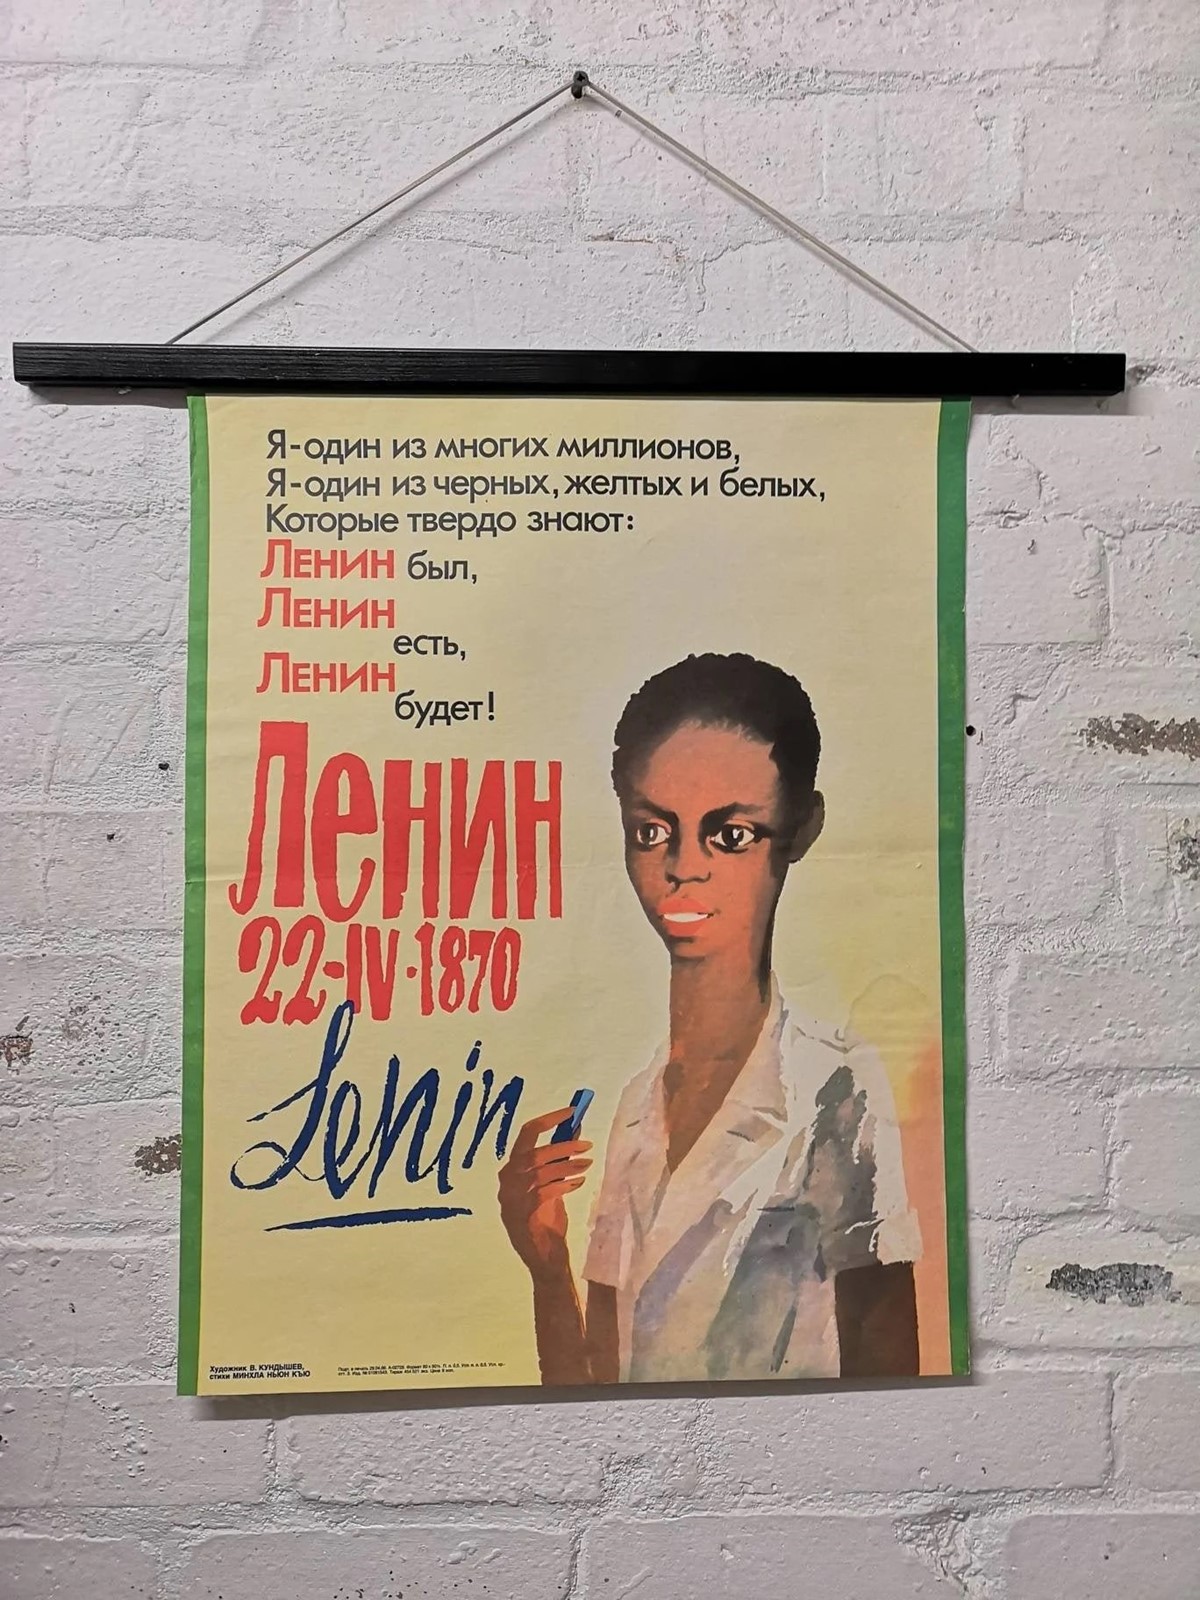 Я-один из многих миллионов,
Я-один из черных, желтых и белых,
Которые твердо знают:
Ленин был,
Ленин
есть,
Ленин
будет!
Ленин
22-IV-1870
Lenin
Художник В. КУНДЫШЕВ,
стихи МИНХЛА НЬЮН КЪЮ